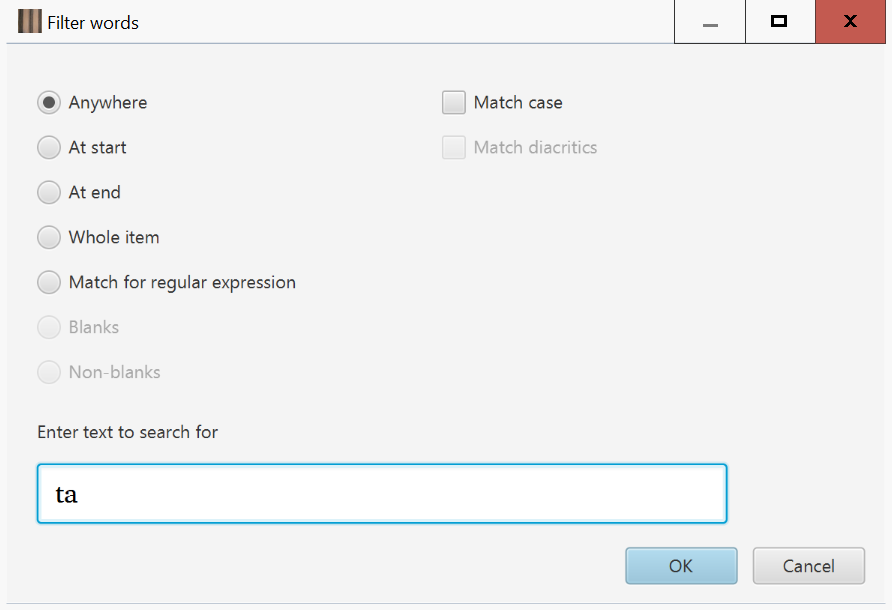 Filter words
Anywhere
Match case
At start
Match diacritics
At end
Whole item
Match for regular expression
Blanks
Non-blanks
Enter text to search for
ta
OK
Cancel